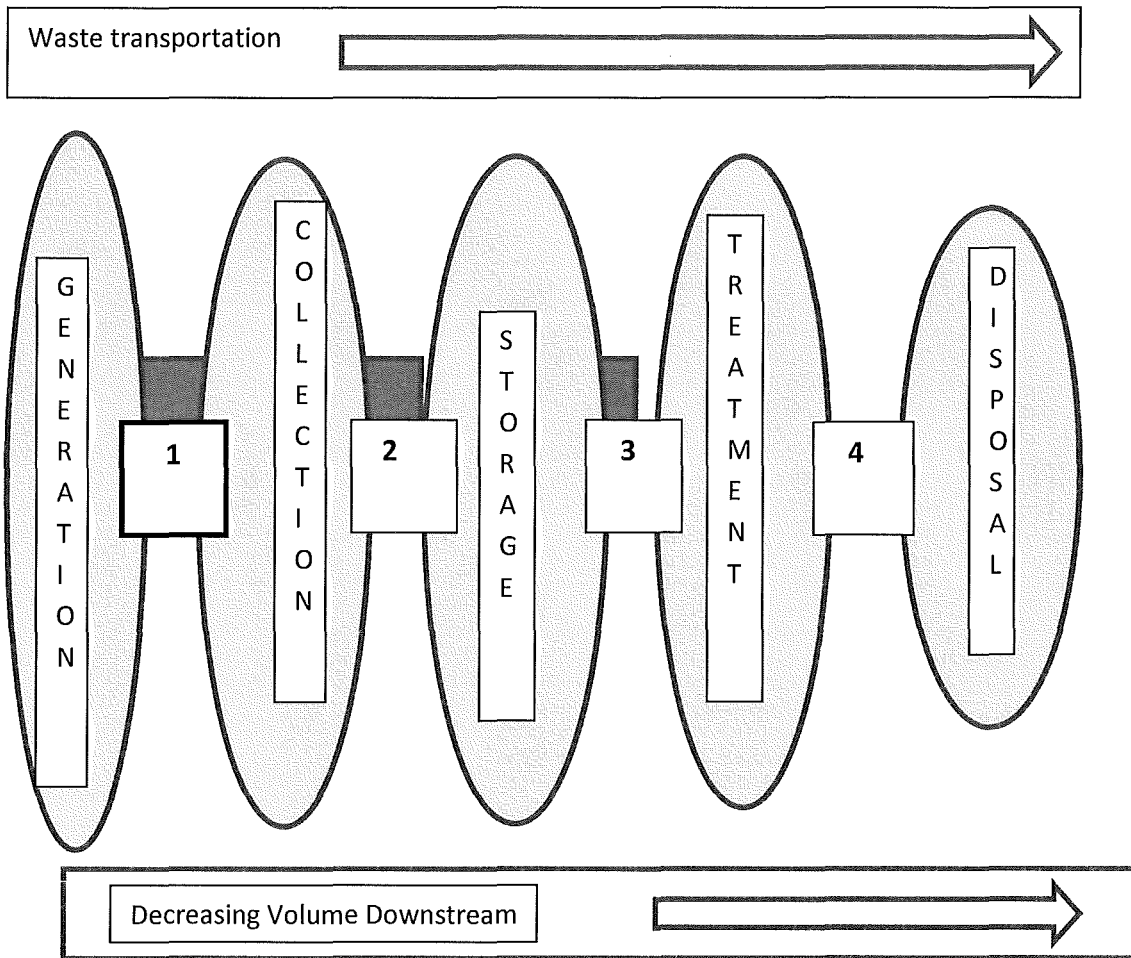 Waste transportation
GENERATION
1
COLLECTION
2
STORAGE
3
TREATMENT
4
DISPOSAL
Decreasing Volume Downstream